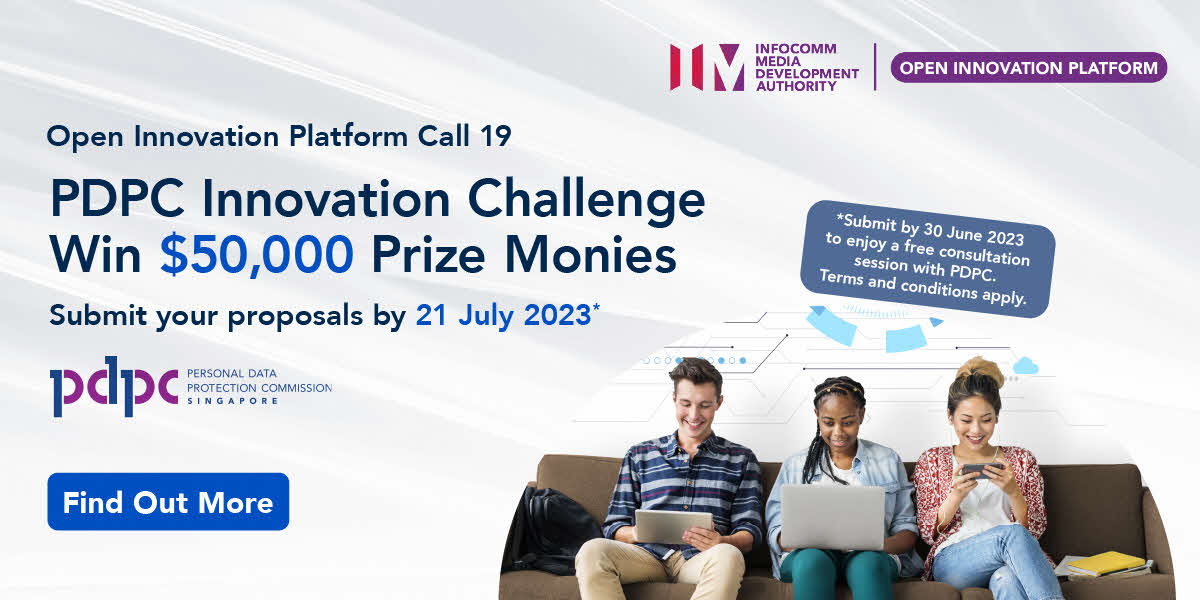 INFOCOMM
MEDIA
DEVELOPMENT
AUTHORITY
OPEN INNOVATION PLATFORM
Open Innovation Platform Call 19
PDPC Innovation Challenge
Win $50,000 Prize Monies
Submit your proposals by 21 July 2023*
*Submit by 30 June 2023
to enjoy a free consultation
session with PDPC.
Terms and conditions apply.
pdpc
PERSONAL DATA
PROTECTION COMMISSION
SINGAPORE
Find Out More